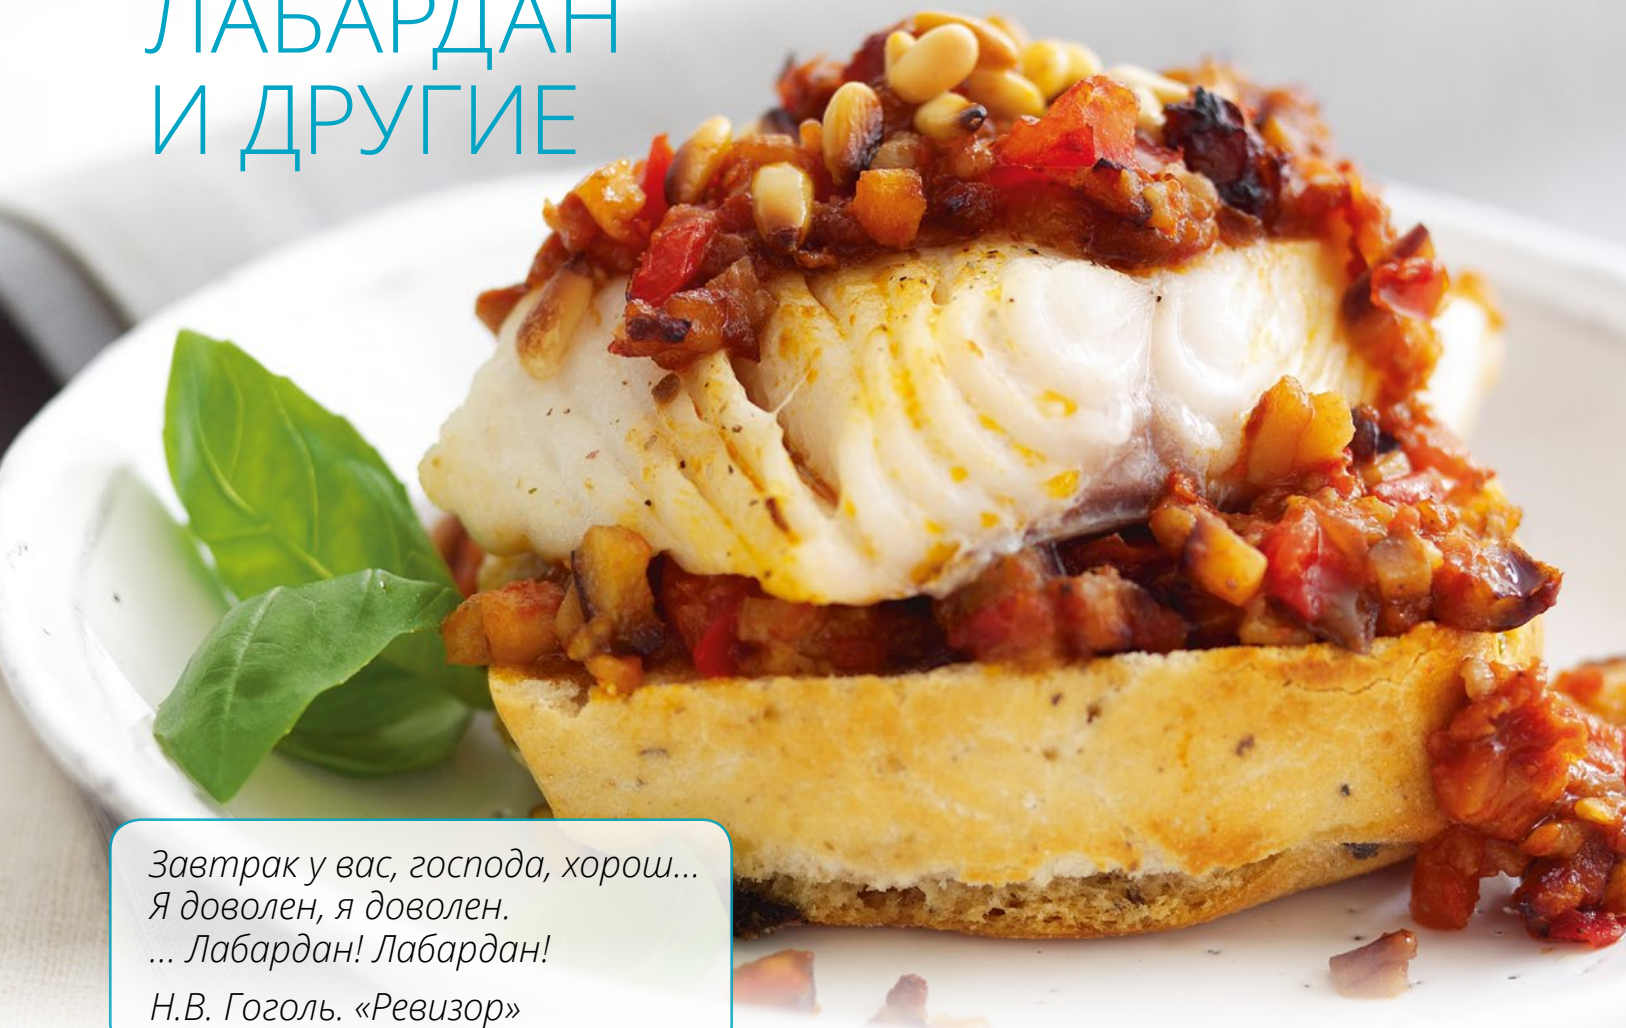 ЛАБАРДАН
И ДРУГИЕ
Завтрак у вас, господа, хорош...
Я доволен, я доволен.
... Лабардан! Лабардан!
Н.В. Гоголь. «Ревизор»